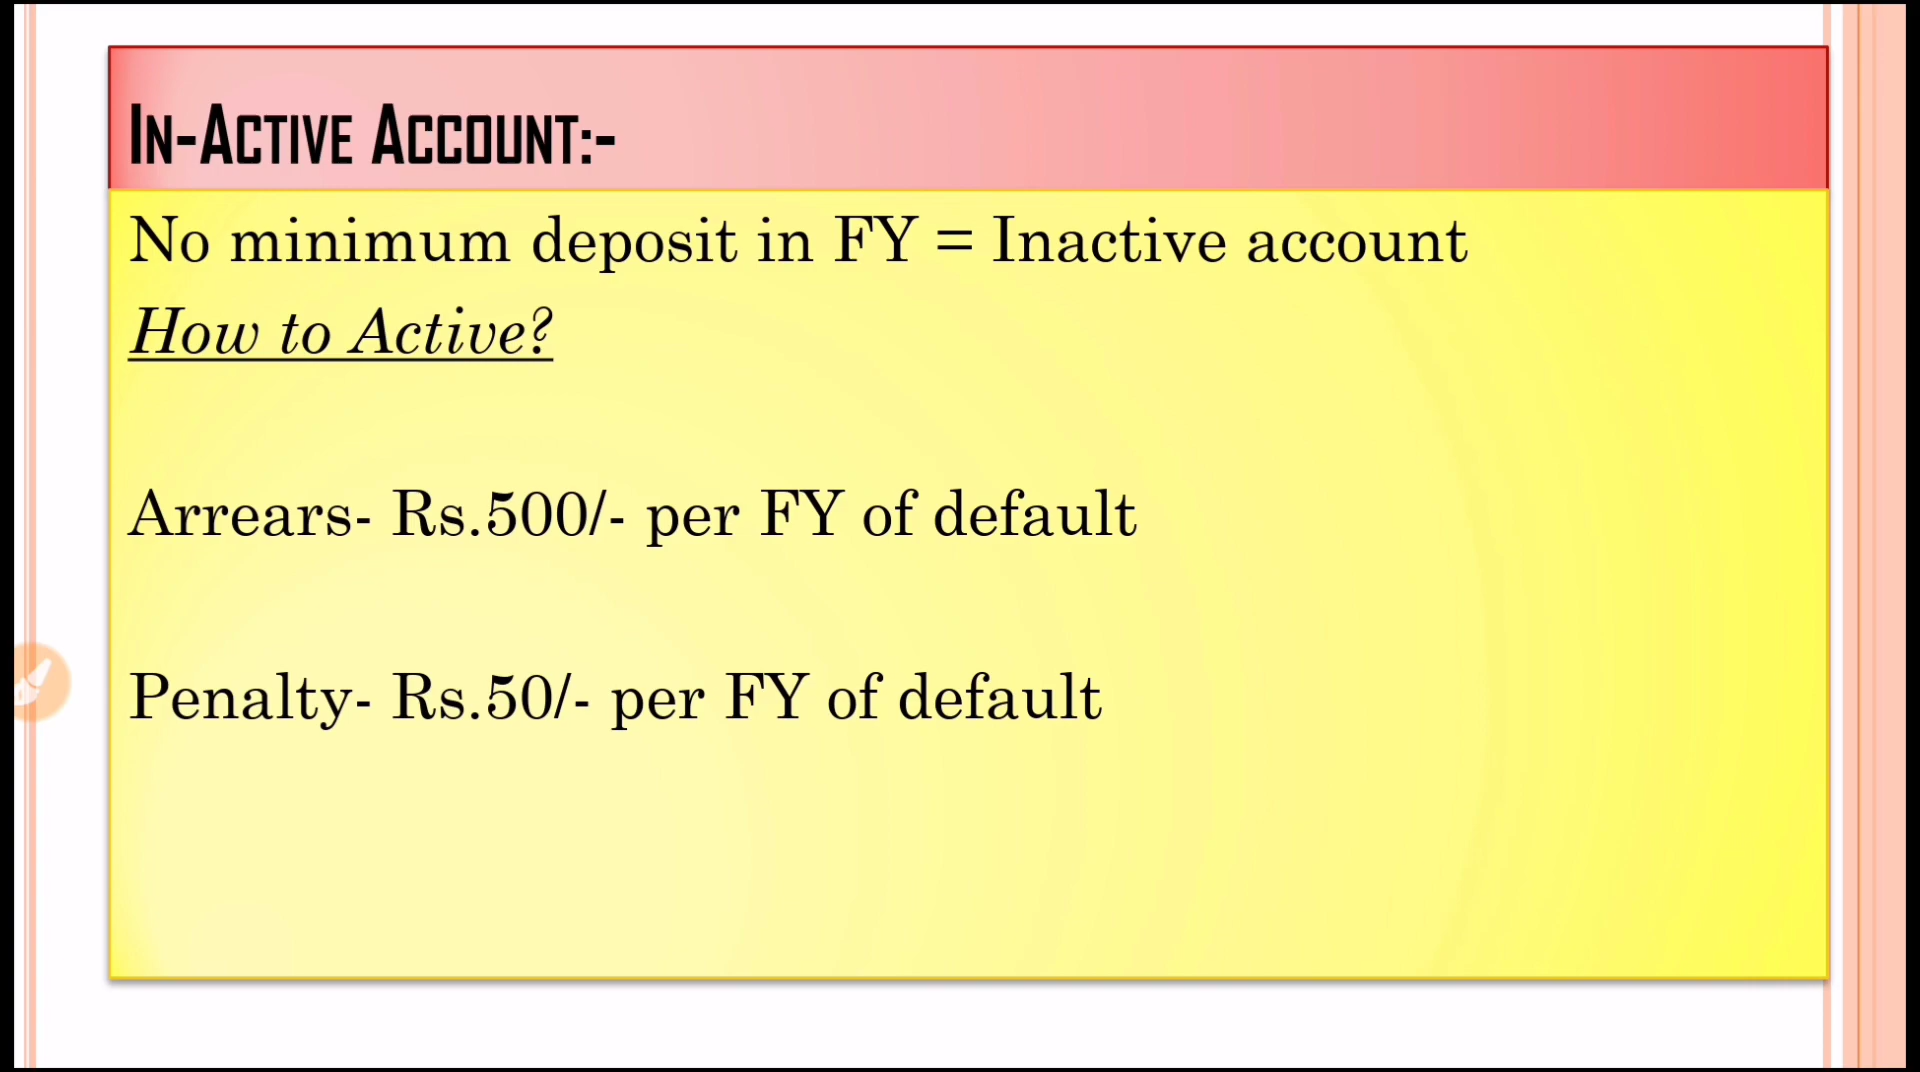 In-Active Account:-
No minimum deposit in FY = Inactive account
How to Active?
Arrears- Rs.500/- per FY of default
Penalty- Rs.50/- per FY of default